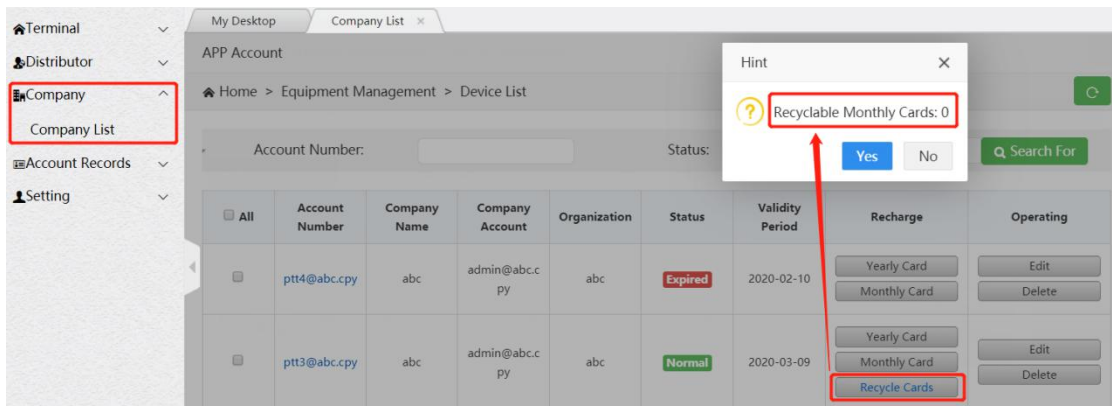 Terminal
Distributor
Company
Company List
Account Records
Setting
My Desktop
Company List ×
APP Account
Home > Equipment Management > Device List
Hint
Recyclable Monthly Cards: 0
Yes No
Account Number:
Status:
Search For
All
Account Number
Company Name
Company Account
Organization
Status
Validity Period
Recharge
Operating
ptt4@abc.cpy
abc
admin@abc.c
py
abc
Expired
2020-02-10
Yearly Card
Monthly Card
Edit
Delete
ptt3@abc.cpy
abc
admin@abc.c
py
abc
Normal
2020-03-09
Yearly Card
Monthly Card
Recycle Cards
Edit
Delete